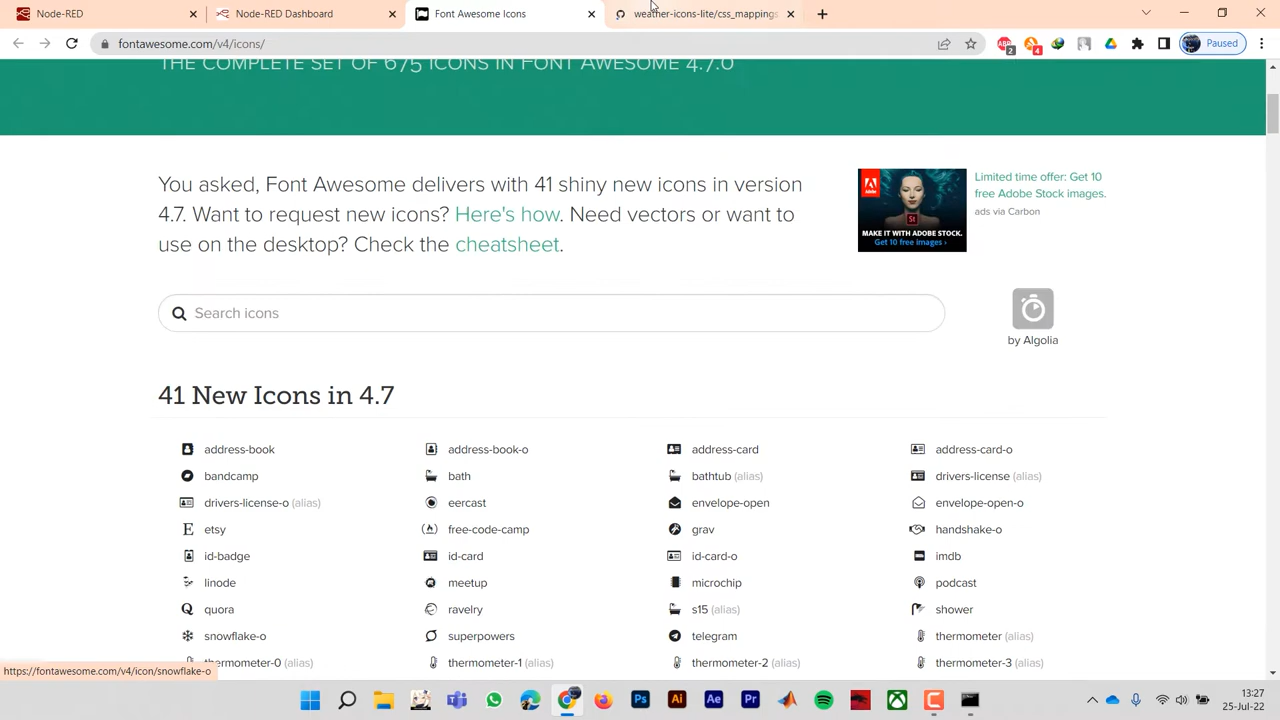 Node-RED
Node-RED Dashboard
Font Awesome Icons
weather-icons-lite/css_mappings
fontawesome.com/v4/icons/
2
4
Paused
THE COMPLETE SET OF 675 ICONS IN FONT AWESOME 4.7.0
You asked, Font Awesome delivers with 41 shiny new icons in version
4.7. Want to request new icons? Here's how. Need vectors or want to
use on the desktop? Check the cheatsheet.
St
MAKE IT WITH ADOBE STOCK.
Get 10 free images ›
Limited time offer: Get 10
free Adobe Stock images.
ads via Carbon
Search icons
by Algolia
41 New Icons in 4.7
address-book address-book-o address-card address-card-o
bandcamp bath bathtub (alias) drivers-license (alias)
drivers-license-o (alias) eercast envelope-open envelope-open-o
etsy free-code-camp grav handshake-o
id-badge id-card id-card-o imdb
linode meetup microchip podcast
quora ravelry s15 (alias) shower
snowflake-o superpowers telegram thermometer (alias)
thermometer-0 (alias) thermometer-1 (alias) thermometer-2 (alias) thermometer-3 (alias)
https://fontawesome.com/v4/icon/snowflake-o
Ps
Ai
Ae
Pr
13:27
25-Jul-22